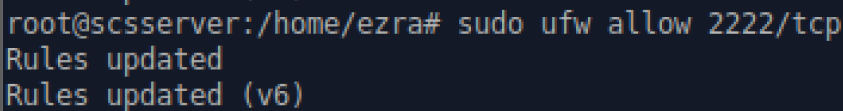 root@scsserver:/home/ezra# sudo ufw allow 2222/tcp
Rules updated
Rules updated (v6)